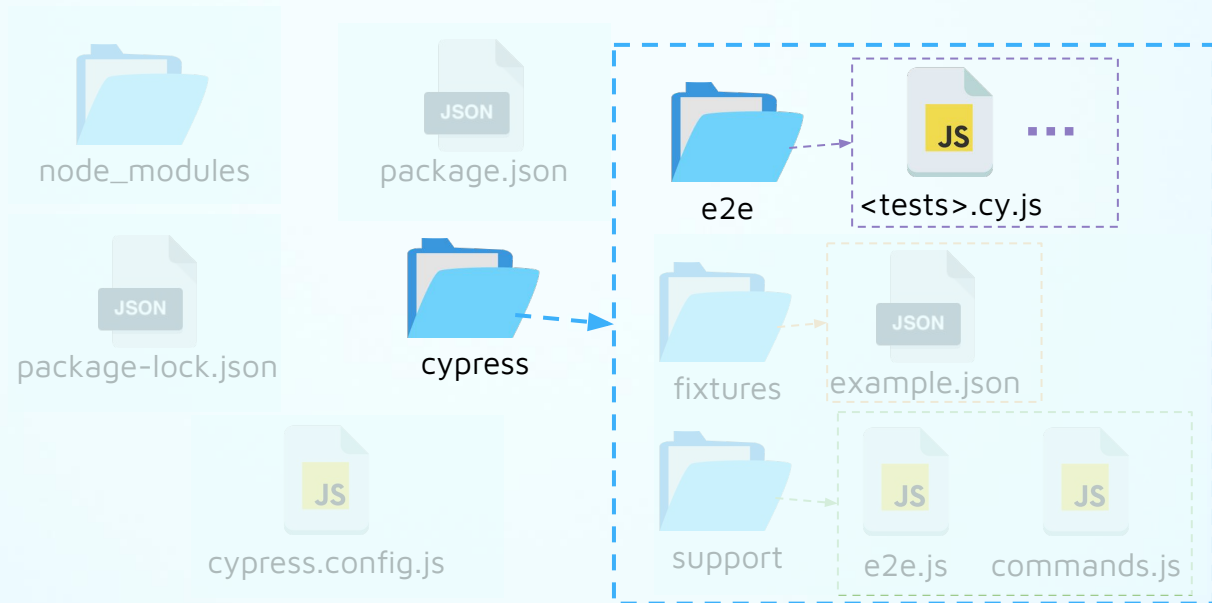 node_modules
JSON
package.json
JSON
package-lock.json
cypress
JS
cypress.config.js
e2e
JS
...
<tests>.cy.js
fixtures
JSON
example.json
support
JS
e2e.js
JS
commands.js